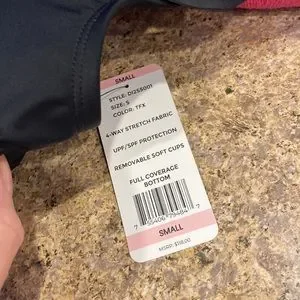 SMALL
STYLE: D12SS001
SIZE: S
COLOR: TFX
4-WAY STRETCH FABRIC
UPF/SPF PROTECTION
REMOVABLE SOFT CUPS
FULL COVERAGE
BOTTOM
SMALL
MSRP: $118.00